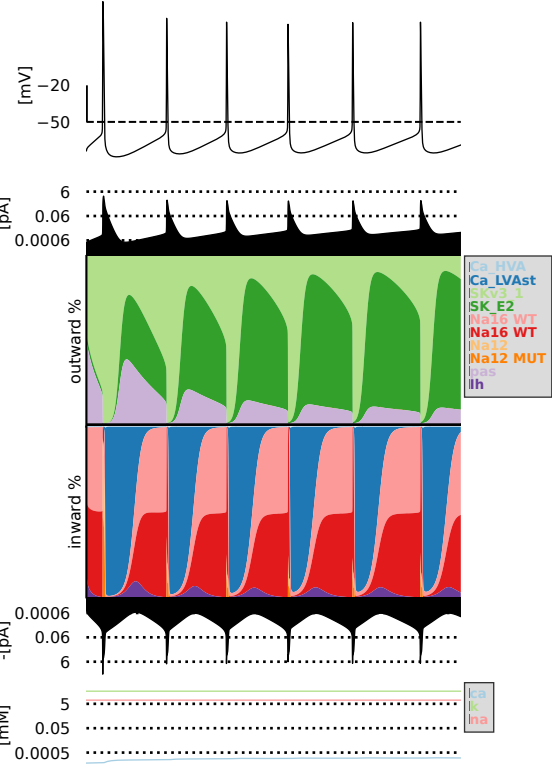 [mV]
−20
−50
[pA]
6
0.06
0.0006
outward %
Ca_HVA
Ca_LVAst
SKv3_1
SK_E2
Na16 WT
Na16 WT
Na12
Na12 MUT
pas
Ih
inward %
-[pA]
0.0006
0.06
6
[mM]
5
0.05
0.0005
ca
k
na